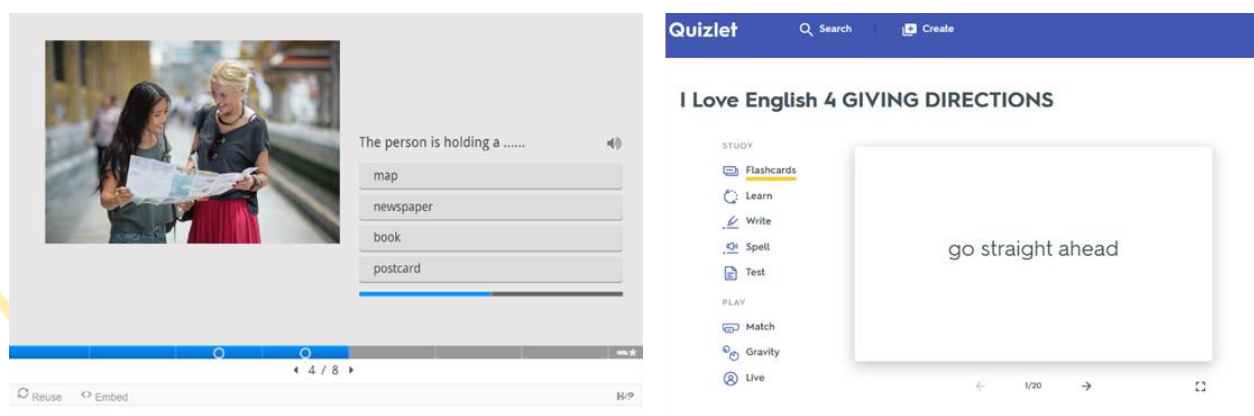 The person is holding a ......
map
newspaper
book
postcard
4 / 8
Reuse
Embed
H-P
Quizlet
Search
Create
I Love English 4 GIVING DIRECTIONS
STUDY
Flashcards
Learn
Write
Spell
Test
PLAY
Match
Gravity
Live
go straight ahead
1/20